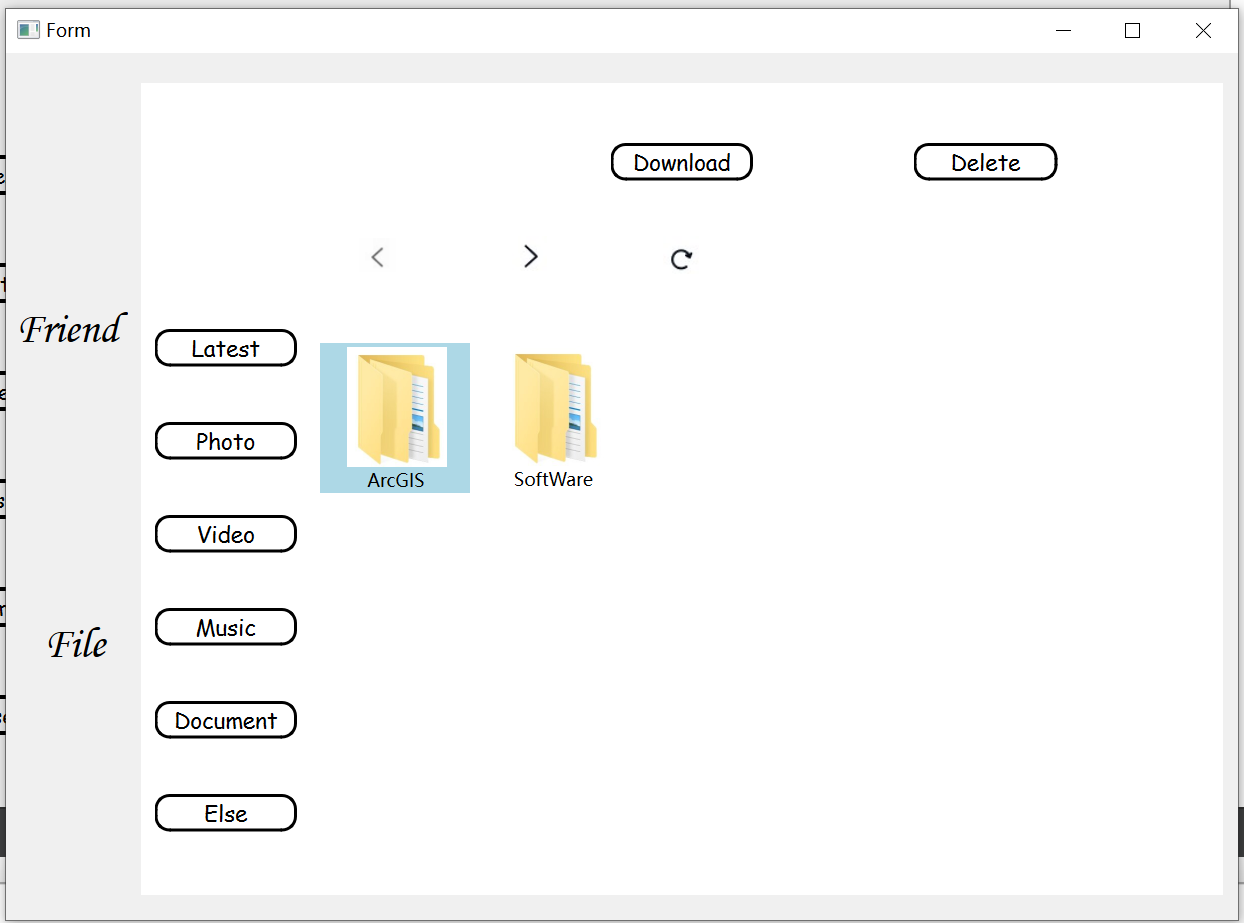 Form
Download
Delete
Friend
Latest
Photo
Video
Music
Document
Else
File
ArcGIS
SoftWare